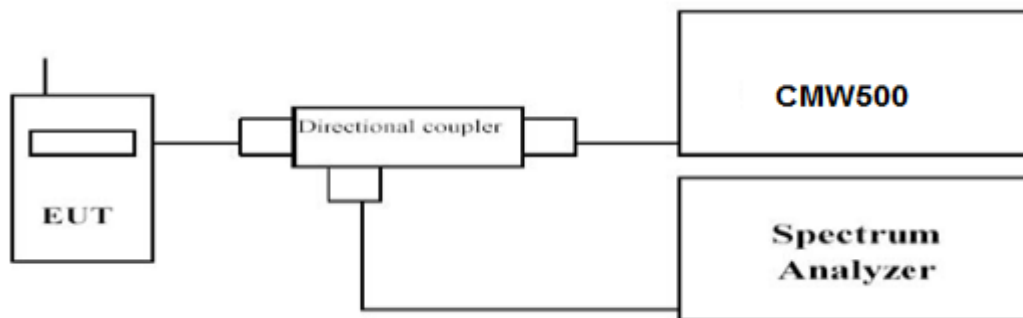 CMW500
Directional coupler
EUT
Spectrum
Analyzer